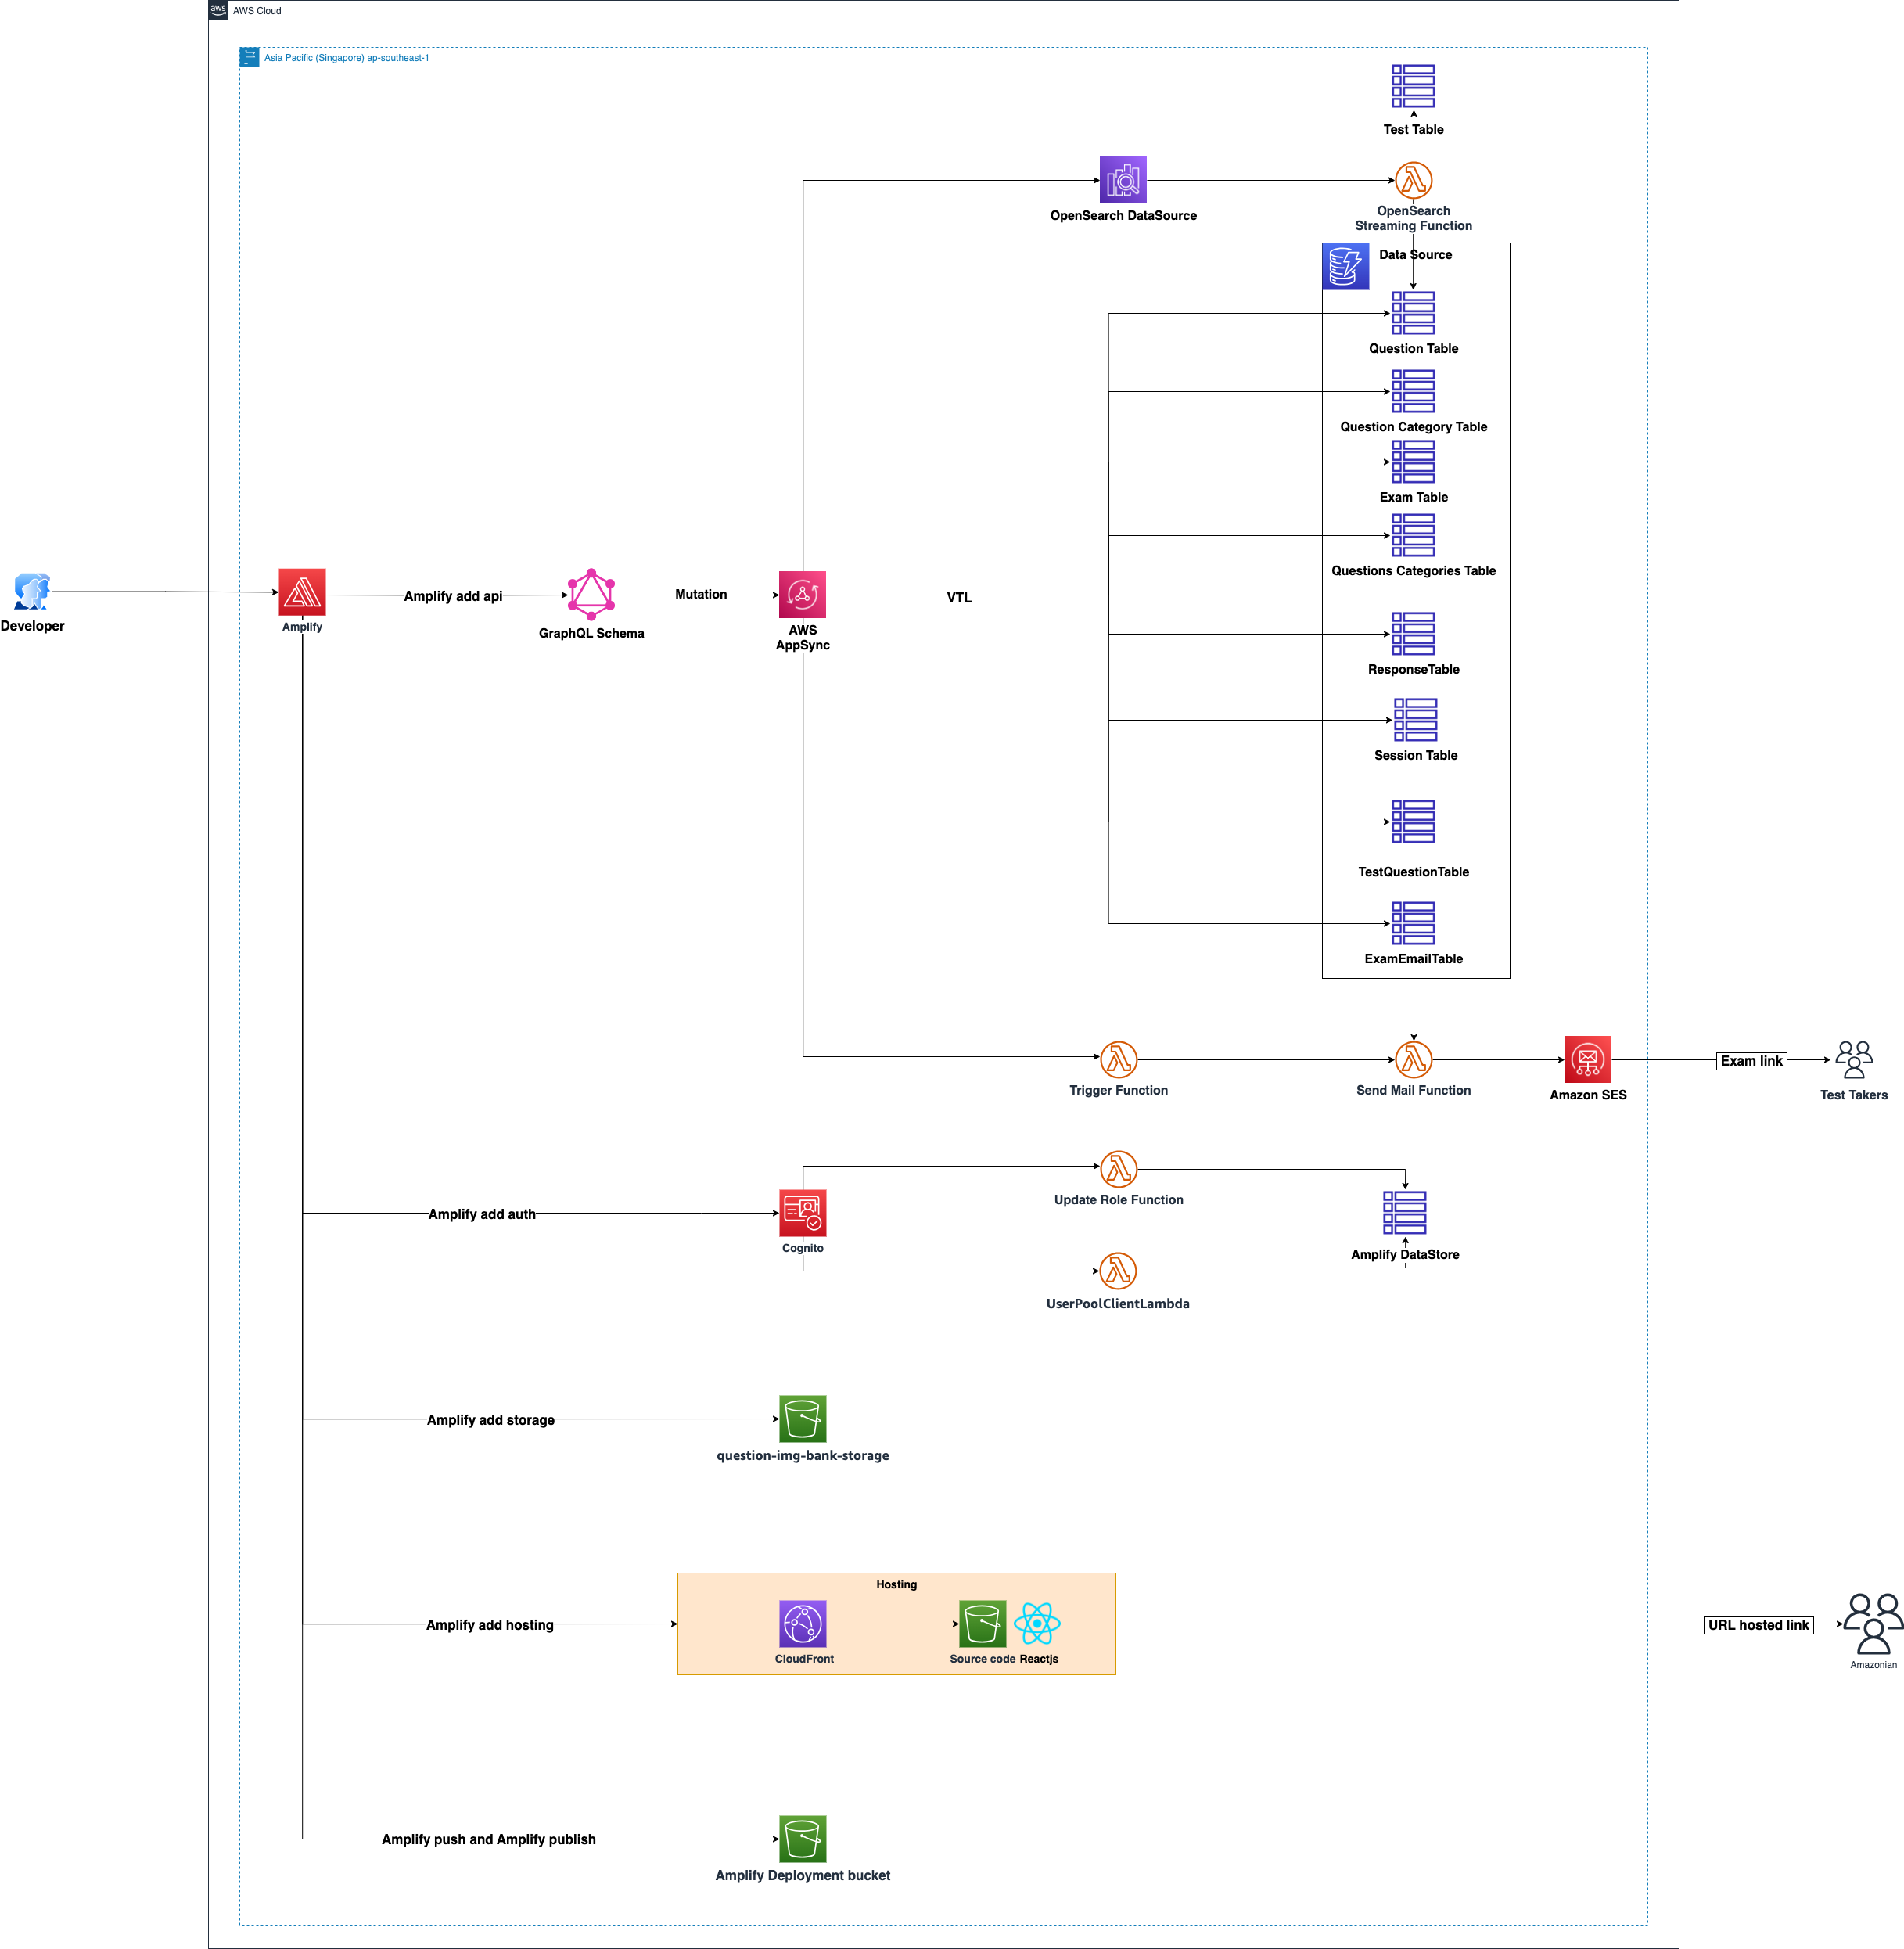 aws
AWS Cloud
Asia Pacific (Singapore) ap-southeast-1
Test Table
OpenSearch DataSource
OpenSearch
Streaming Function
Data Source
Question Table
Question Category Table
Exam Table
Questions Categories Table
Developer
Amplify
Amplify add api
GraphQL Schema
Mutation
AWS
AppSync
VTL
ResponseTable
Session Table
TestQuestionTable
ExamEmailTable
Trigger Function
Send Mail Function
Amazon SES
Exam link
Test Takers
Amplify add auth
Cognito
Update Role Function
Amplify DataStore
UserPoolClientLambda
Amplify add storage
question-img-bank-storage
Hosting
Amplify add hosting
CloudFront
Source code
Reactjs
URL hosted link
Amazonian
Amplify push and Amplify publish
Amplify Deployment bucket